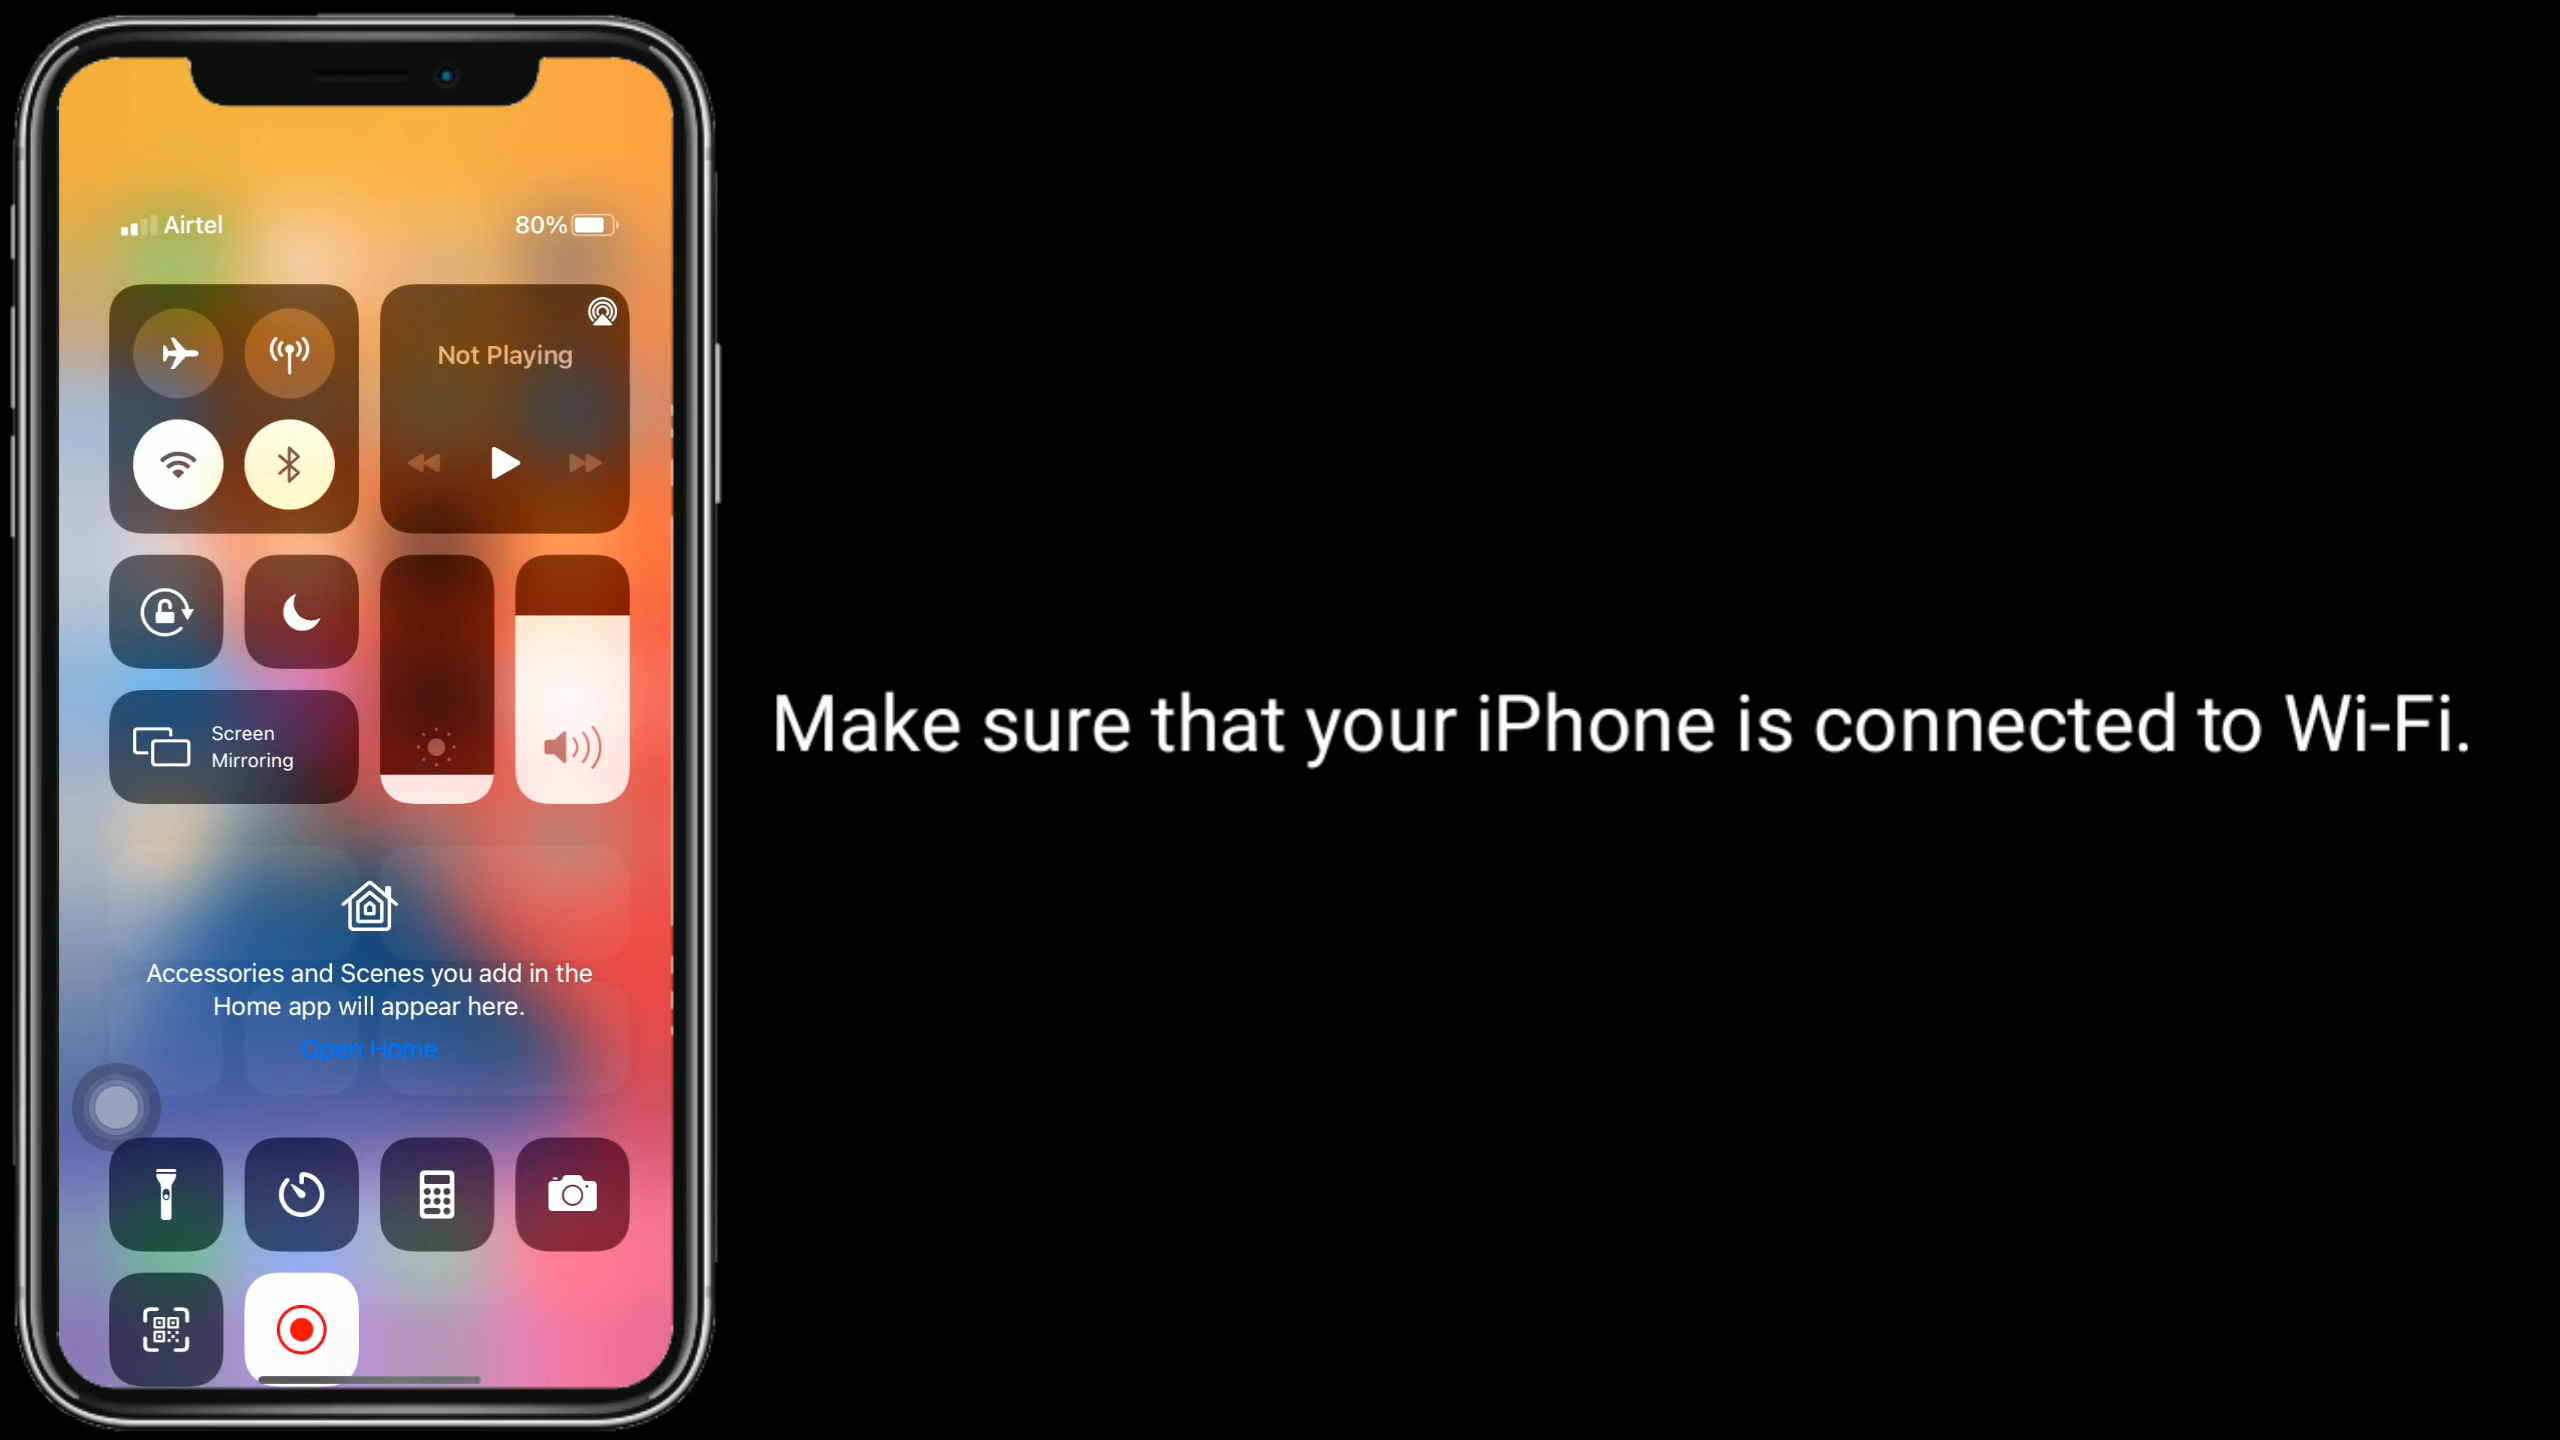 Airtel
80%
Not Playing
Screen
Mirroring
Accessories and Scenes you add in the
Home app will appear here.
Open Home
Make sure that your iPhone is connected to Wi-Fi.